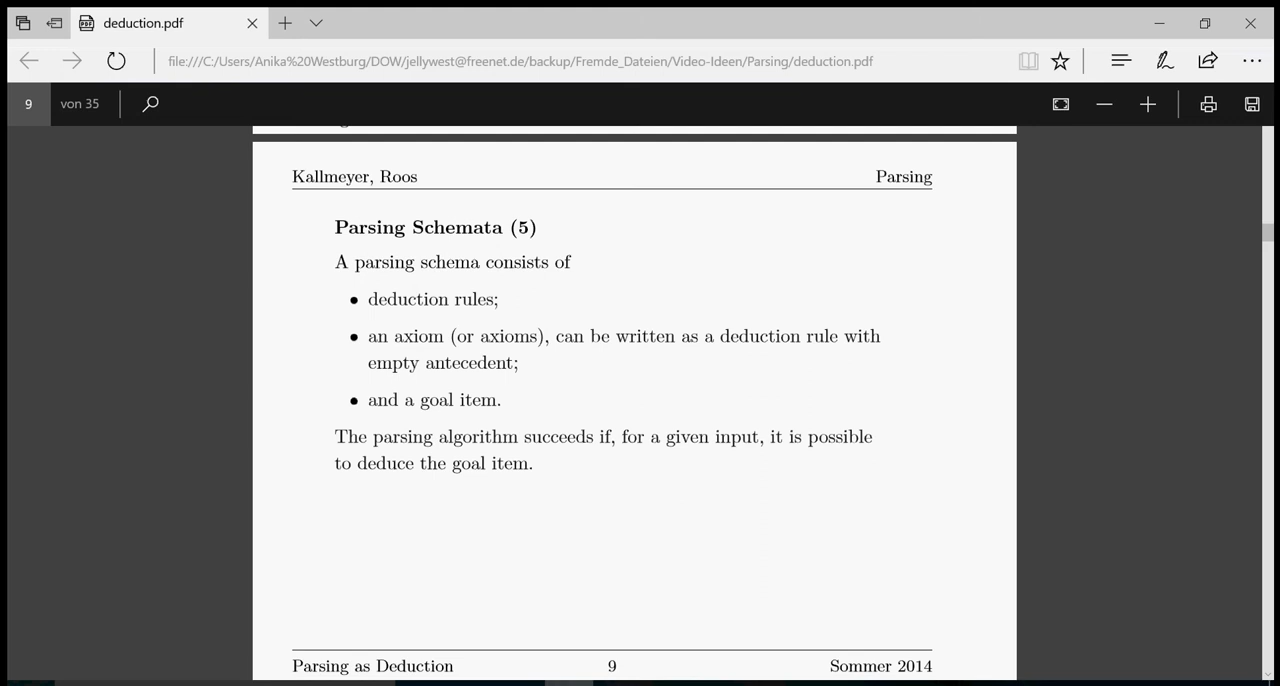 deduction.pdf
file:///C:/Users/Anika%20Westburg/DOW/jellywest@freenet.de/backup/Fremde_Dateien/Video-Ideen/Parsing/deduction.pdf
9 von 35
Kallmeyer, Roos Parsing
Parsing Schemata (5)
A parsing schema consists of
• deduction rules;
• an axiom (or axioms), can be written as a deduction rule with
empty antecedent;
• and a goal item.
The parsing algorithm succeeds if, for a given input, it is possible
to deduce the goal item.
Parsing as Deduction 9 Sommer 2014